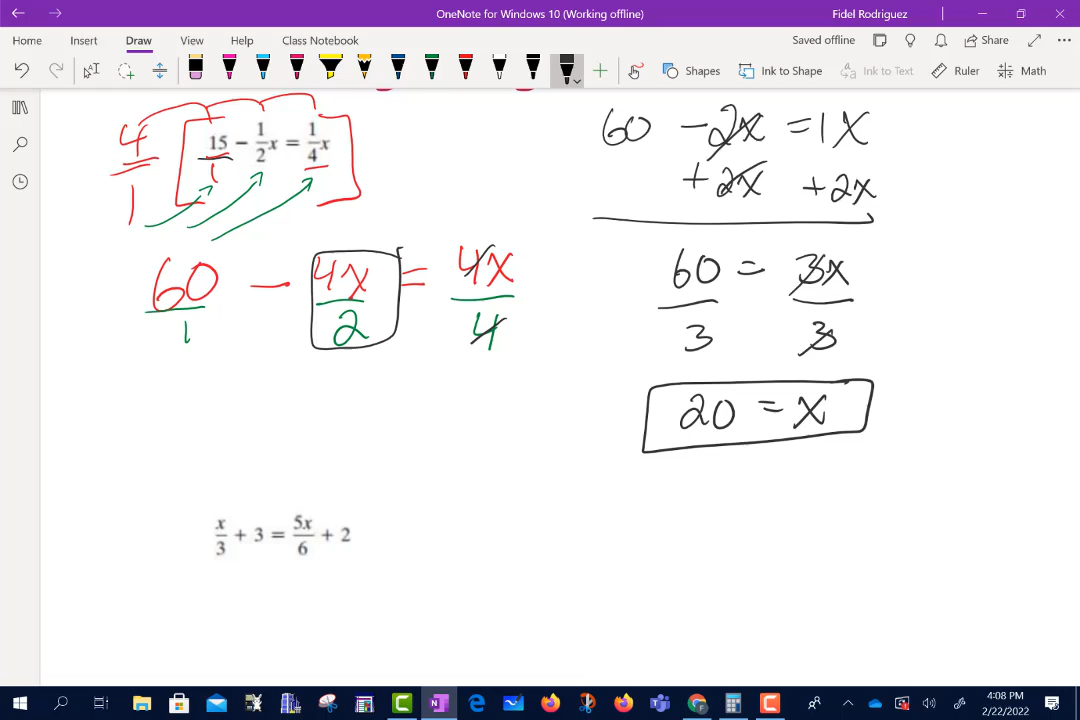 OneNote for Windows 10 (Working offline)
Fidel Rodriguez
Home Insert Draw View Help Class Notebook
Saved offline Share
Shapes Ink to Shape Ink to Text Ruler Math
4/1 [ 15/1 − 1/2 x = 1/4 x ]
60/1 − 4x/2 = 4x/4
60 − 2x = 1x
+2x +2x
60/3 = 3x/3
20 = x
x/3 + 3 = 5x/6 + 2
4:08 PM
2/22/2022